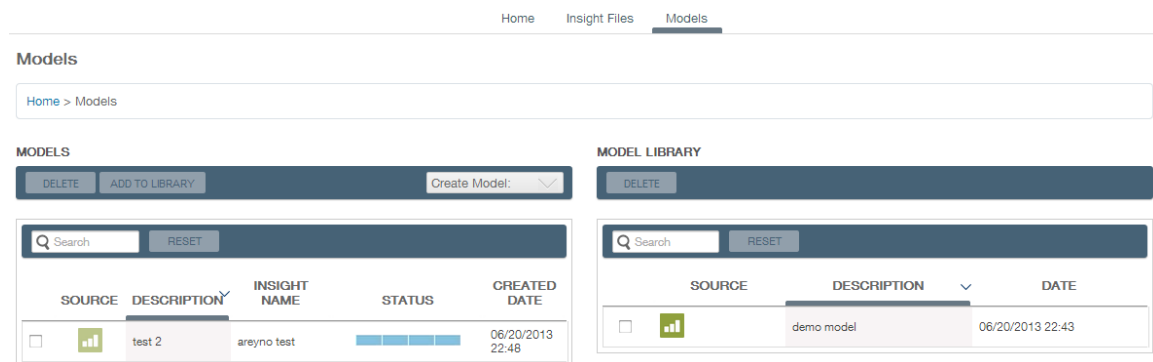 Home Insight Files Models
Models
Home > Models
MODELS
DELETE ADD TO LIBRARY Create Model:
Search RESET
SOURCE DESCRIPTION INSIGHT NAME STATUS CREATED DATE
test 2 areyno test 06/20/2013 22:48
MODEL LIBRARY
DELETE
Search RESET
SOURCE DESCRIPTION DATE
demo model 06/20/2013 22:43